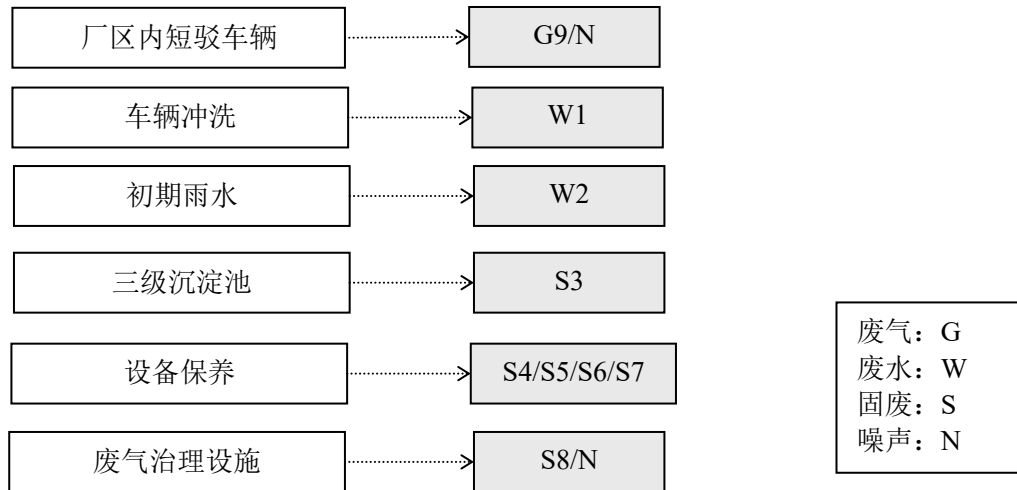 厂区内短驳车辆
G9/N
车辆冲洗
W1
初期雨水
W2
三级沉淀池
S3
设备保养
S4/S5/S6/S7
废气治理设施
S8/N
废气：G
废水：W
固废：S
噪声：N